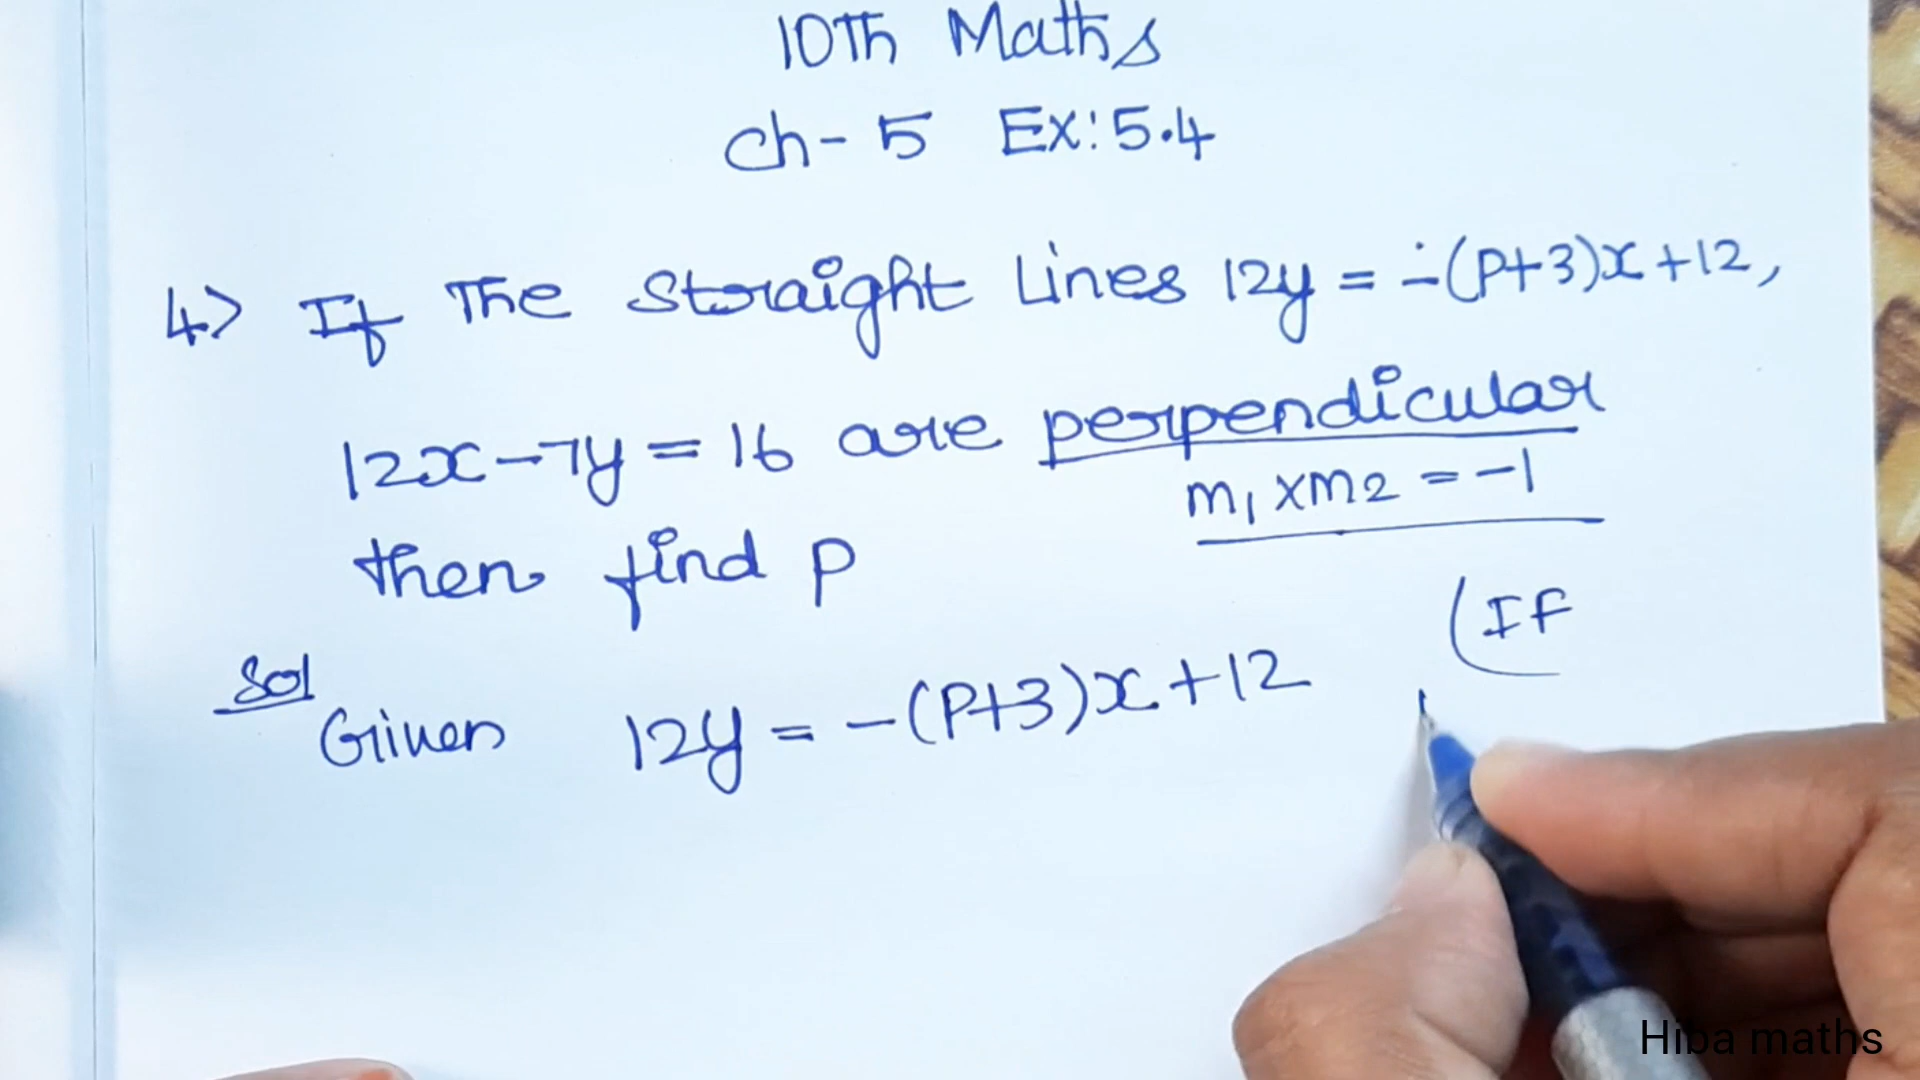 10Th Maths
Ch- 5 Ex: 5.4
4> If The Straight Lines 12y = -(P+3)x + 12,
12x - 7y = 16 are perpendicular
m₁ x m₂ = -1
then find p
(If
Sol
Given 12y = -(P+3)x + 12
Hiba maths